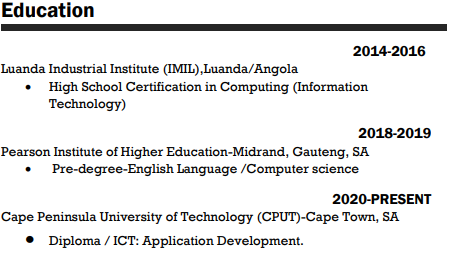 Education
2014-2016
Luanda Industrial Institute (IMIL),Luanda/Angola
• High School Certification in Computing (Information
Technology)
2018-2019
Pearson Institute of Higher Education-Midrand, Gauteng, SA
• Pre-degree-English Language /Computer science
2020-PRESENT
Cape Peninsula University of Technology (CPUT)-Cape Town, SA
• Diploma / ICT: Application Development.